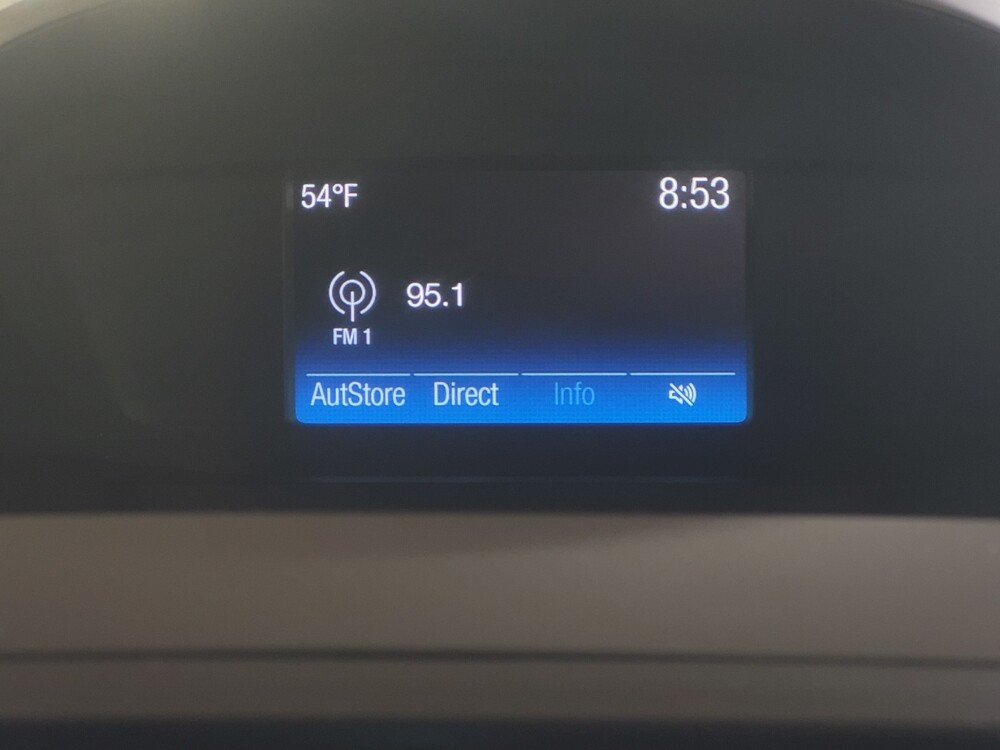 54°F 8:53
95.1
FM 1
AutStore Direct Info